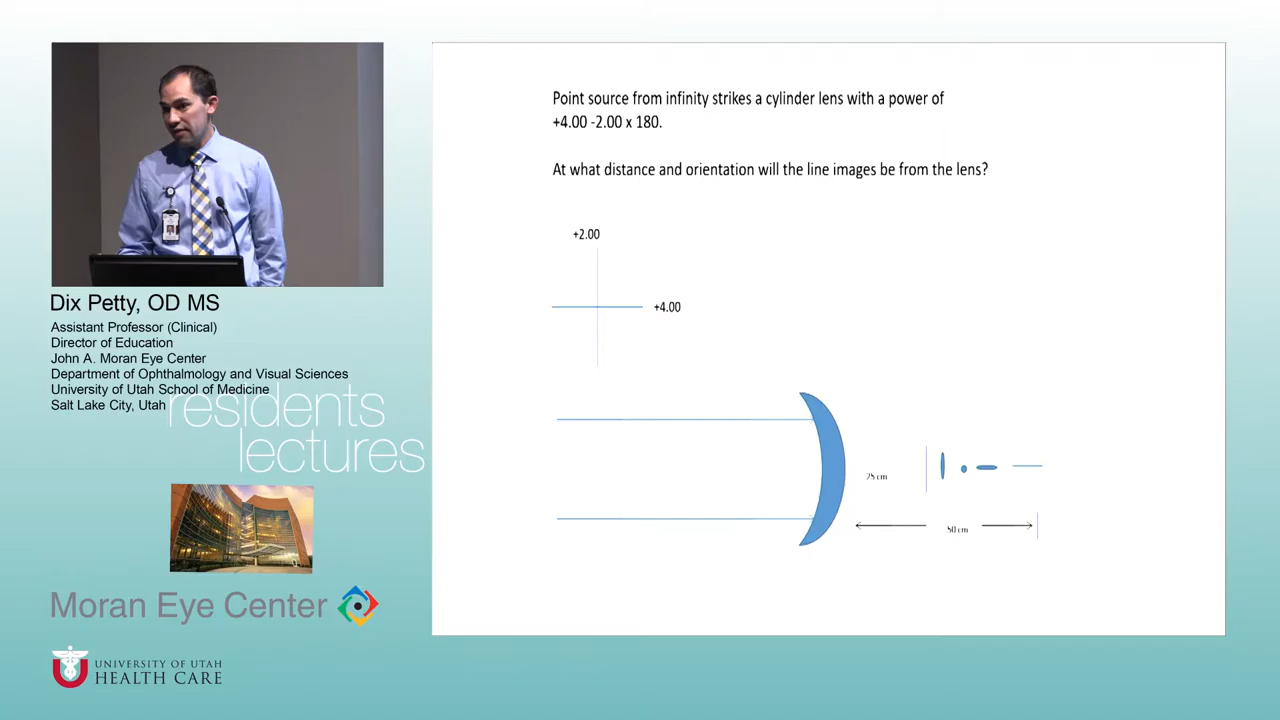 Point source from infinity strikes a cylinder lens with a power of
+4.00 -2.00 x 180.
At what distance and orientation will the line images be from the lens?
+2.00
+4.00
25 cm
50 cm
Dix Petty, OD MS
Assistant Professor (Clinical)
Director of Education
John A. Moran Eye Center
Department of Ophthalmology and Visual Sciences
University of Utah School of Medicine
Salt Lake City, Utah
residents
lectures
Moran Eye Center
UNIVERSITY OF UTAH
HEALTH CARE